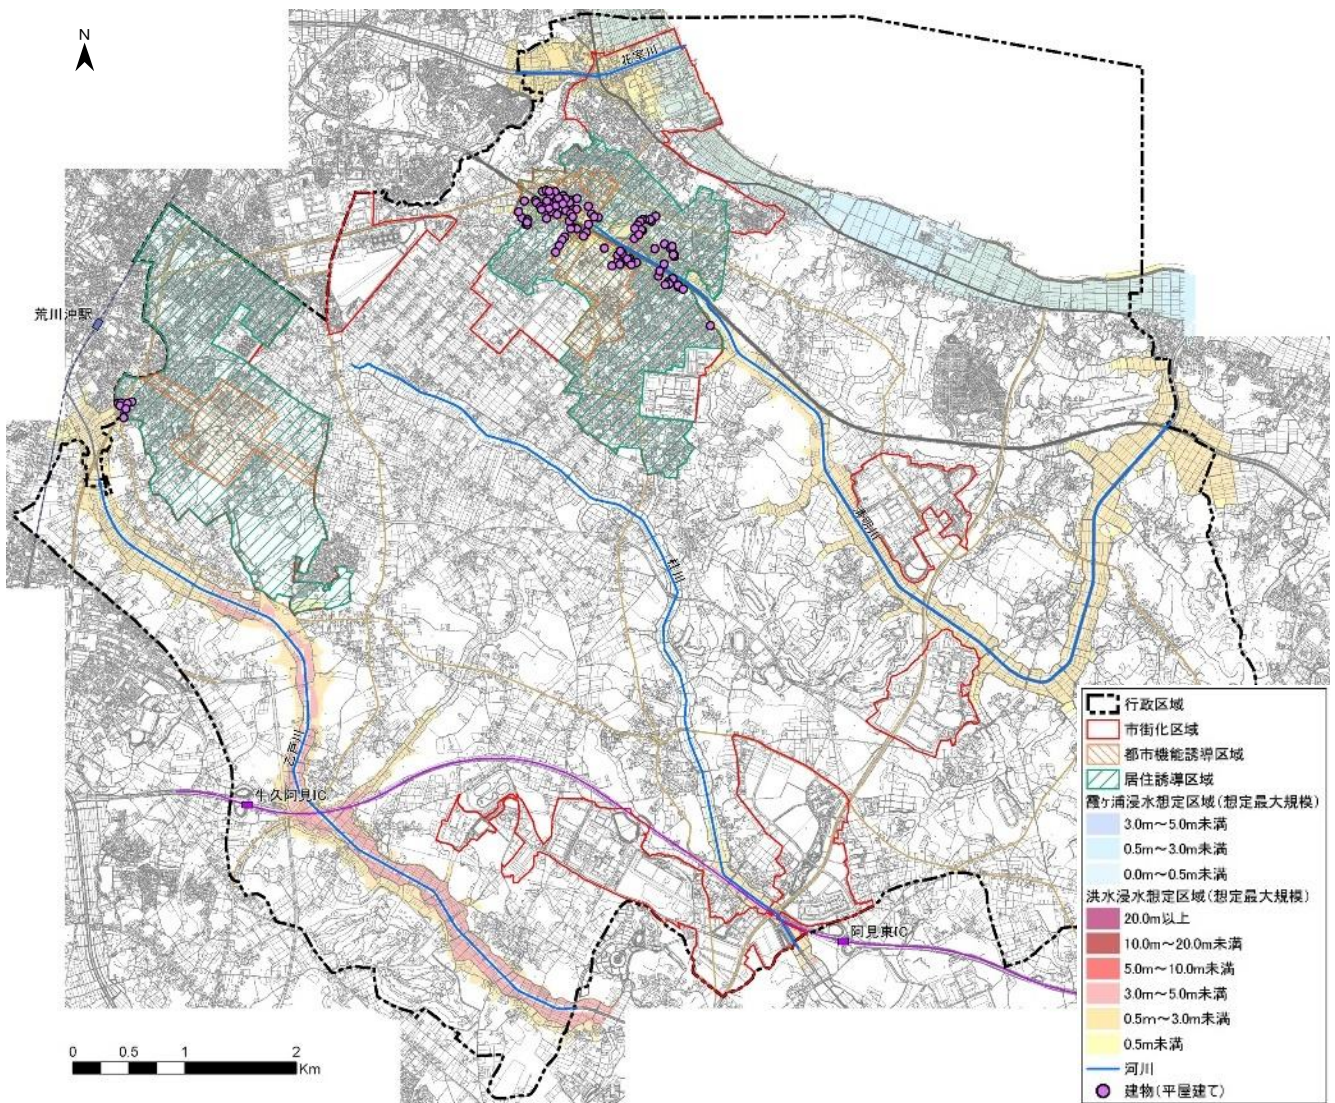 N
花室川
荒川沖駅
清明川
桂川
乙戸川
牛久阿見IC
阿見東IC
行政区域
市街化区域
都市機能誘導区域
居住誘導区域
霞ヶ浦浸水想定区域(想定最大規模)
3.0m～5.0m未満
0.5m～3.0m未満
0.0m～0.5m未満
洪水浸水想定区域(想定最大規模)
20.0m以上
10.0m～20.0m未満
5.0m～10.0m未満
3.0m～5.0m未満
0.5m～3.0m未満
0.5m未満
河川
建物(平屋建て)
0 0.5 1 2
Km